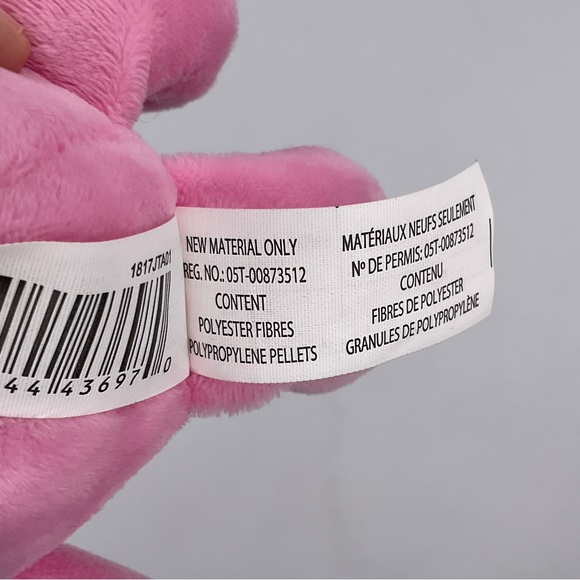 1817JTA01
44 43697 0
NEW MATERIAL ONLY
REG. NO.: 05T-00873512
CONTENT
POLYESTER FIBRES
POLYPROPYLENE PELLETS
MATÉRIAUX NEUFS SEULEMENT
Nº DE PERMIS: 05T-00873512
CONTENU
FIBRES DE POLYESTER
GRANULES DE POLYPROPYLÈNE